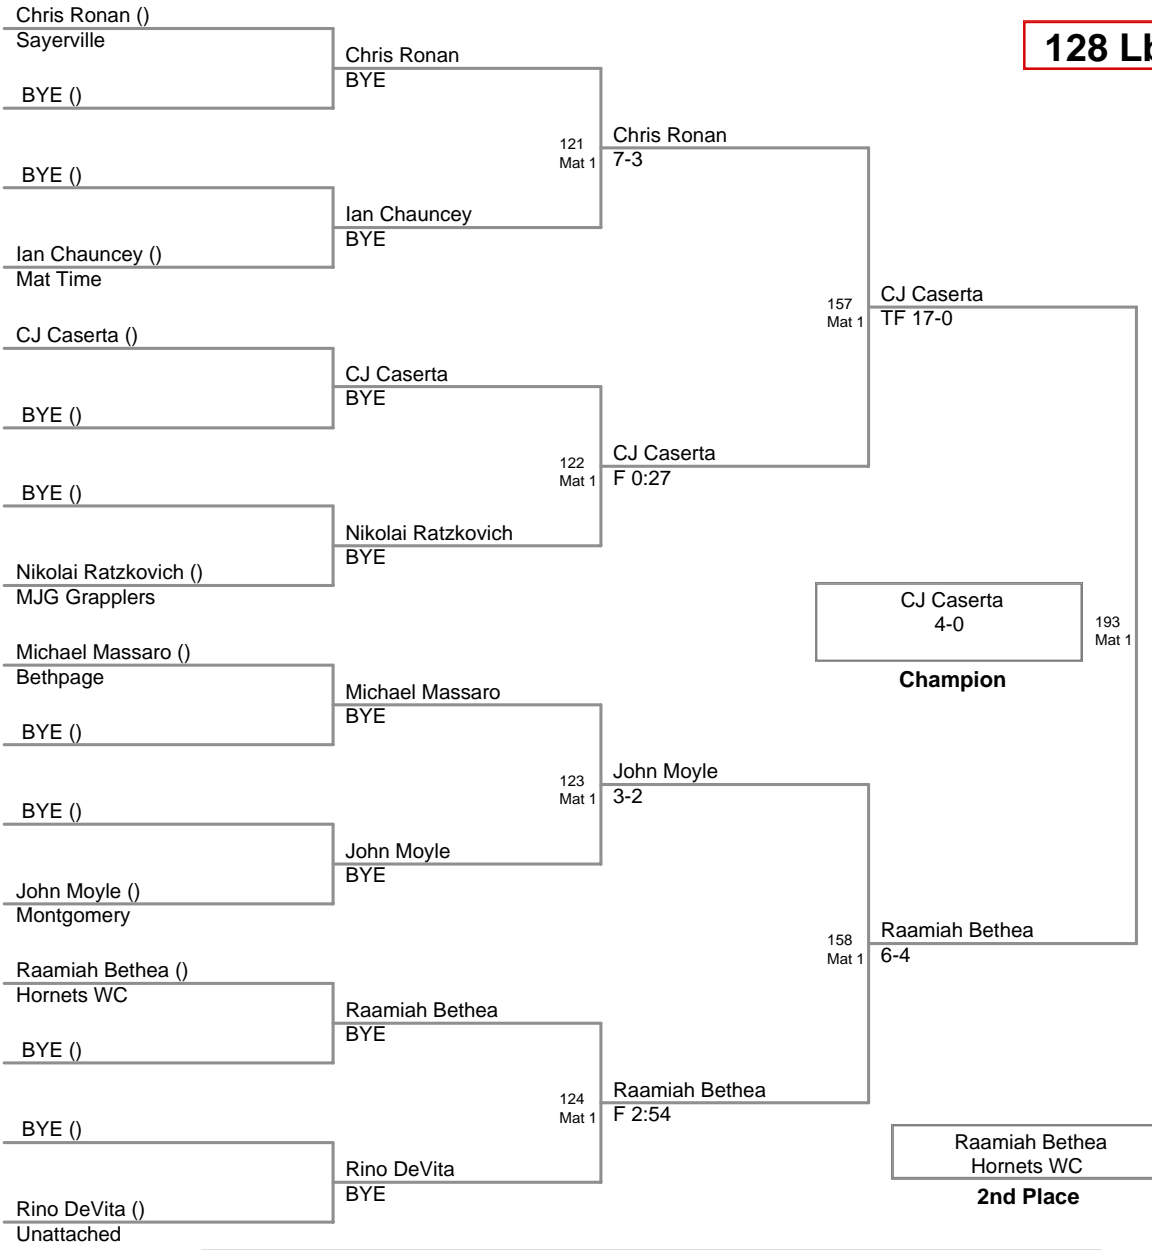 Chris Ronan ()
Sayerville
BYE ()
BYE ()
Ian Chauncey ()
Mat Time
CJ Caserta ()
BYE ()
BYE ()
Nikolai Ratzkovich ()
MJG Grapplers
Michael Massaro ()
Bethpage
BYE ()
BYE ()
John Moyle ()
Montgomery
Raamiah Bethea ()
Hornets WC
BYE ()
BYE ()
Rino DeVita ()
Unattached
Chris Ronan
BYE
Ian Chauncey
BYE
CJ Caserta
BYE
Nikolai Ratzkovich
BYE
Michael Massaro
BYE
John Moyle
BYE
Raamiah Bethea
BYE
Rino DeVita
BYE
121
Mat 1
Chris Ronan
7-3
122
Mat 1
CJ Caserta
F 0:27
123
Mat 1
John Moyle
3-2
124
Mat 1
Raamiah Bethea
F 2:54
157
Mat 1
CJ Caserta
TF 17-0
158
Mat 1
Raamiah Bethea
6-4
128 Lb
CJ Caserta
4-0
Champion
193
Mat 1
Raamiah Bethea
Hornets WC
2nd Place